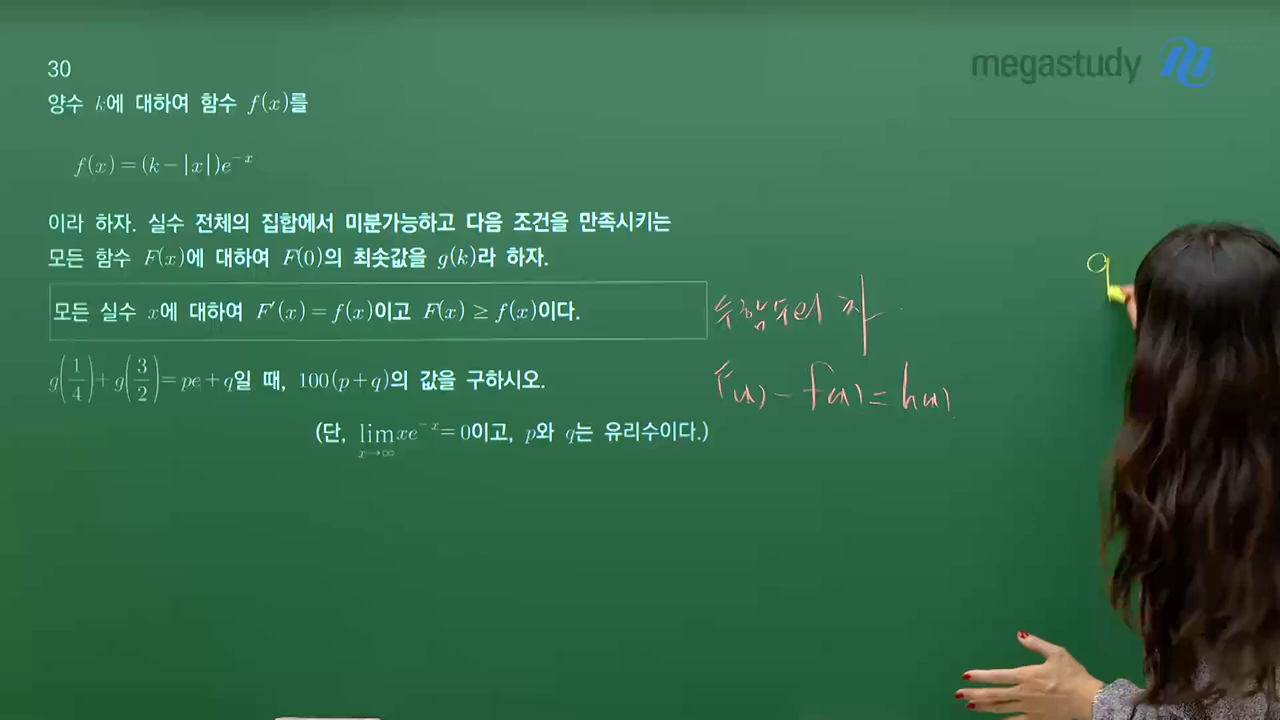 megastudy
30
양수 k에 대하여 함수 f(x)를
f(x) = (k - |x|)e^{-x}
이라 하자. 실수 전체의 집합에서 미분가능하고 다음 조건을 만족시키는
모든 함수 F(x)에 대하여 F(0)의 최솟값을 g(k)라 하자.
모든 실수 x에 대하여 F'(x) = f(x)이고 F(x) ≥ f(x)이다.
두함수의 차
g(1/4) + g(3/2) = pe + q일 때, 100(p+q)의 값을 구하시오.
F(x) - f(x) = h(x)
(단, lim_{x→∞} xe^{-x} = 0이고, p와 q는 유리수이다.)
g